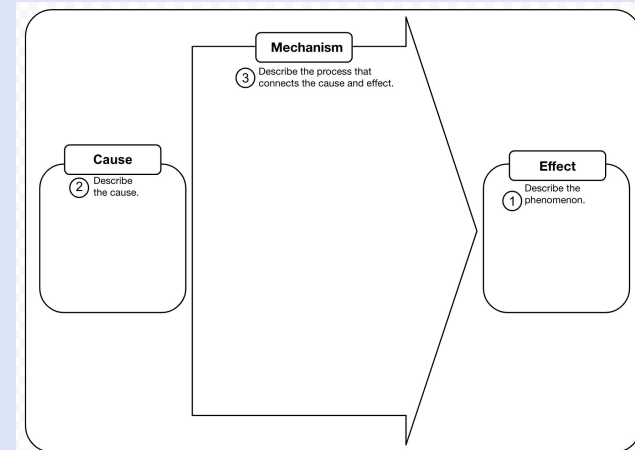 Mechanism
3
Describe the process that
connects the cause and effect.
Cause
2
Describe
the cause.
Effect
1
Describe the
phenomenon.